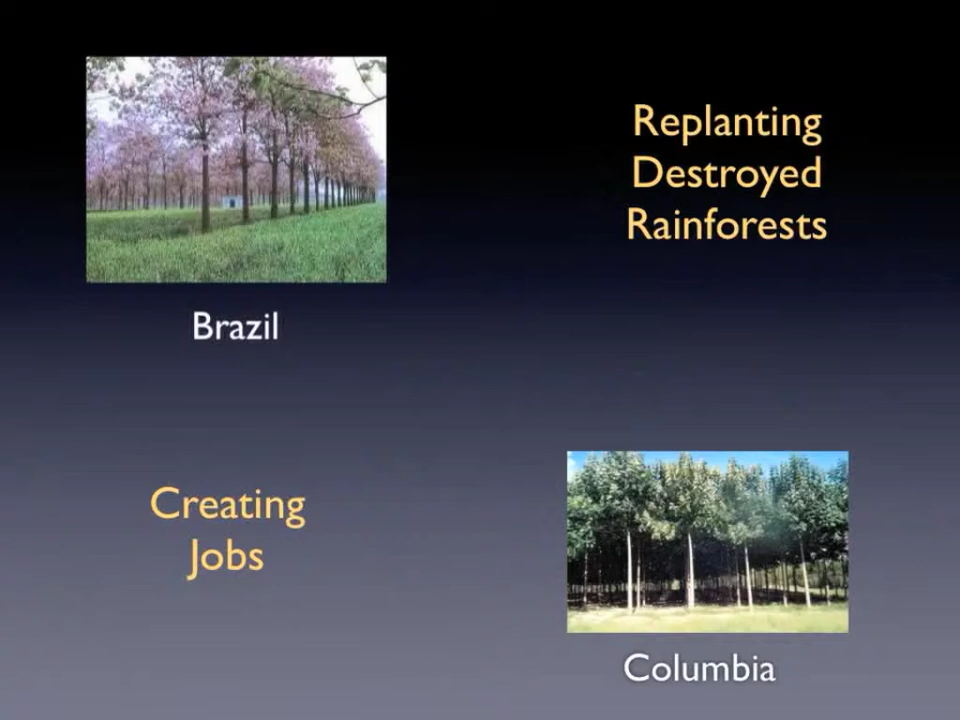 Replanting
Destroyed
Rainforests
Brazil
Creating
Jobs
Columbia